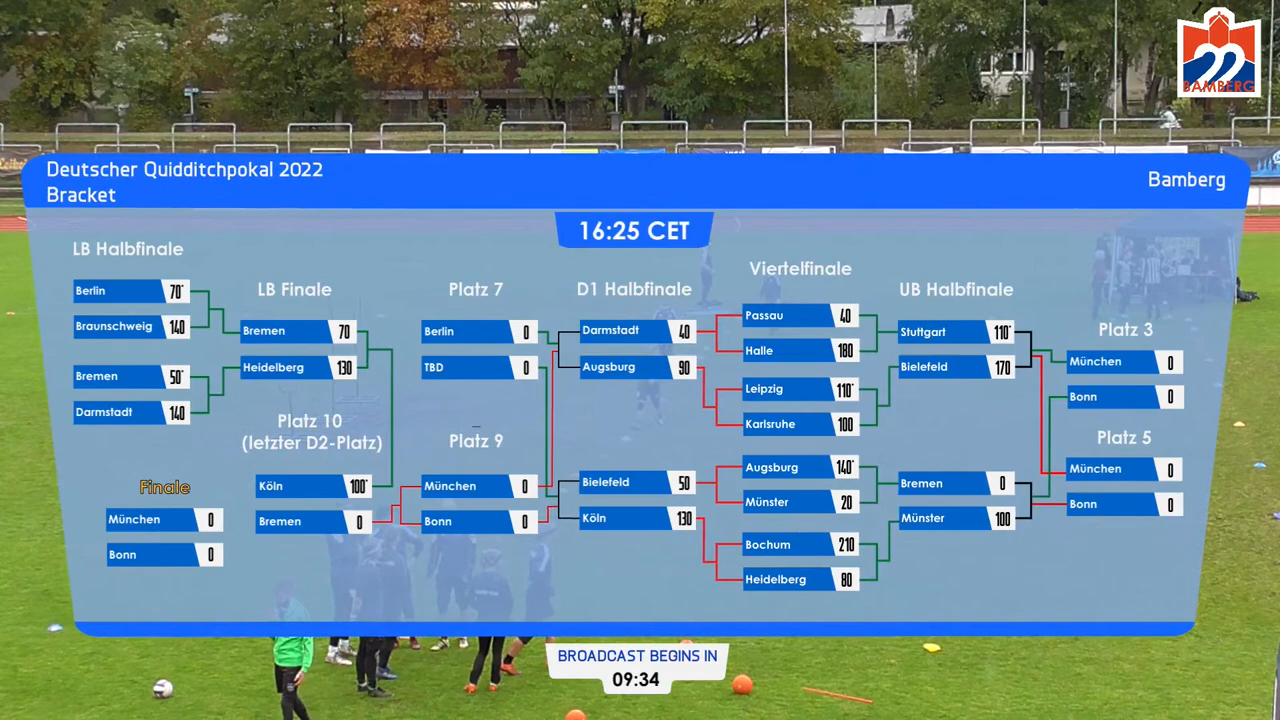 BAMBERG
Deutscher Quidditchpokal 2022
Bracket
Bamberg
16:25 CET
LB Halbfinale
Berlin 70*
Braunschweig 140
Bremen 50*
Darmstadt 140
LB Finale
Bremen 70
Heidelberg 130
Platz 10
(letzter D2-Platz)
Köln 100*
Bremen 0
Finale
München 0
Bonn 0
Platz 7
Berlin 0
TBD 0
Platz 9
München 0
Bonn 0
D1 Halbfinale
Darmstadt 40
Augsburg 90
Bielefeld 50
Köln 130
Viertelfinale
Passau 40
Halle 180
Leipzig 110*
Karlsruhe 100
Augsburg 140*
Münster 20
Bochum 210
Heidelberg 80
UB Halbfinale
Stuttgart 110*
Bielefeld 170
Bremen 0
Münster 100
Platz 3
München 0
Bonn 0
Platz 5
München 0
Bonn 0
BROADCAST BEGINS IN
09:34